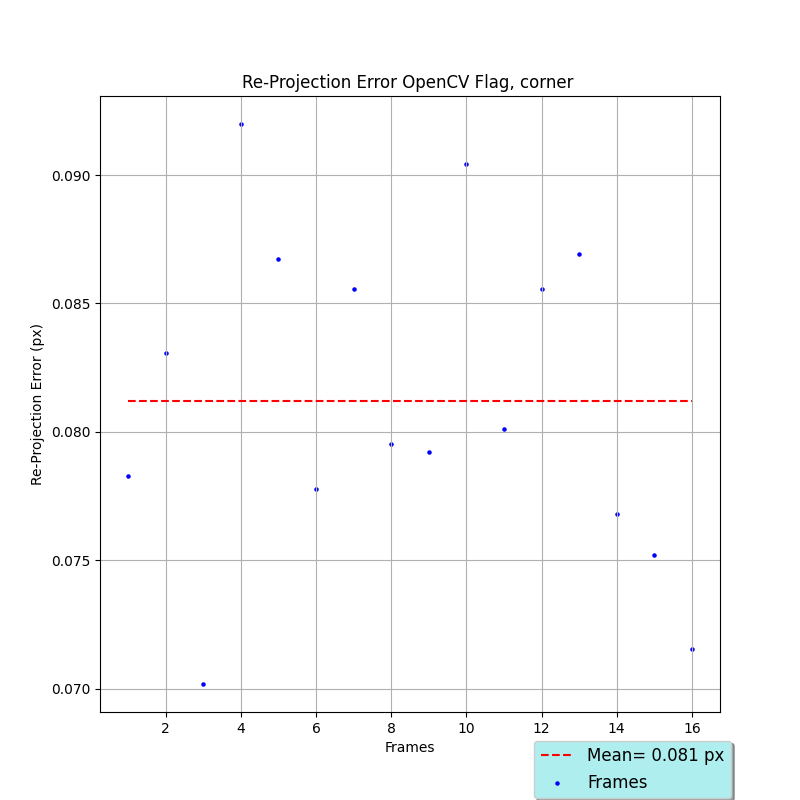 Re-Projection Error OpenCV Flag, corner
Re-Projection Error (px)
0.090
0.085
0.080
0.075
0.070
2 4 6 8 10 12 14 16
Frames
Mean= 0.081 px
Frames